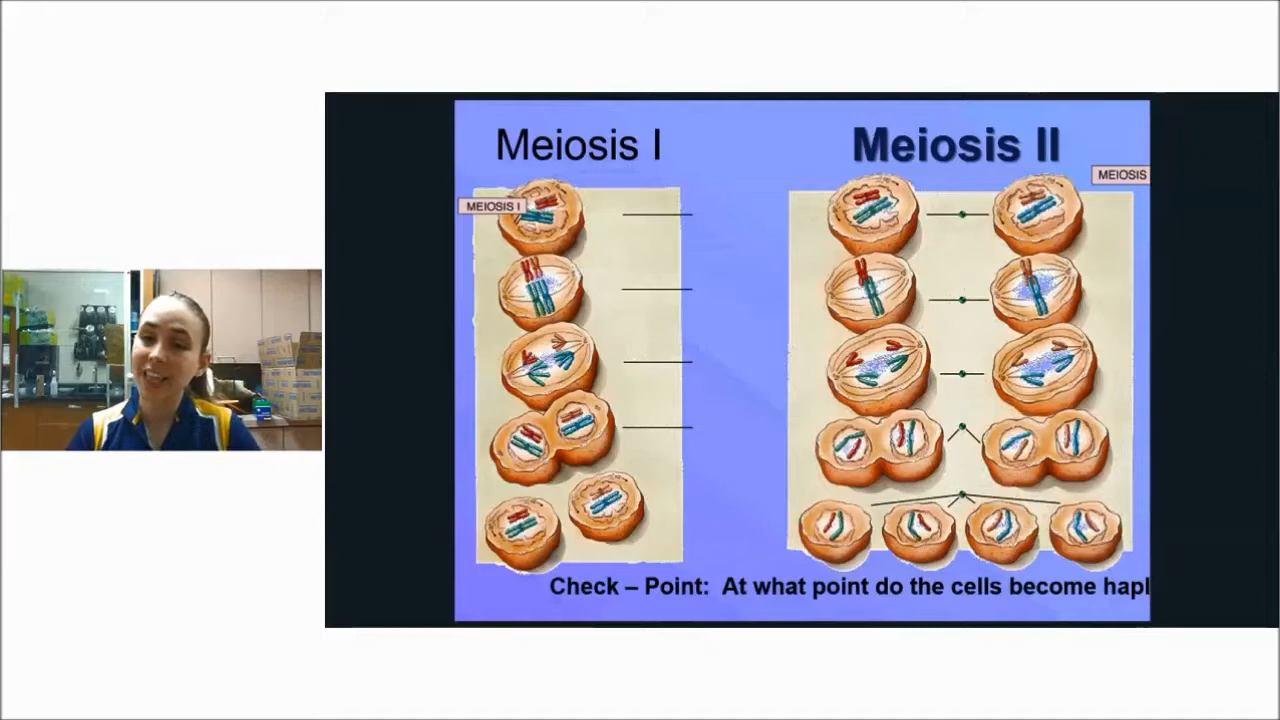 Meiosis I
Meiosis II
MEIOSIS
MEIOSIS I
Check – Point: At what point do the cells become hapl